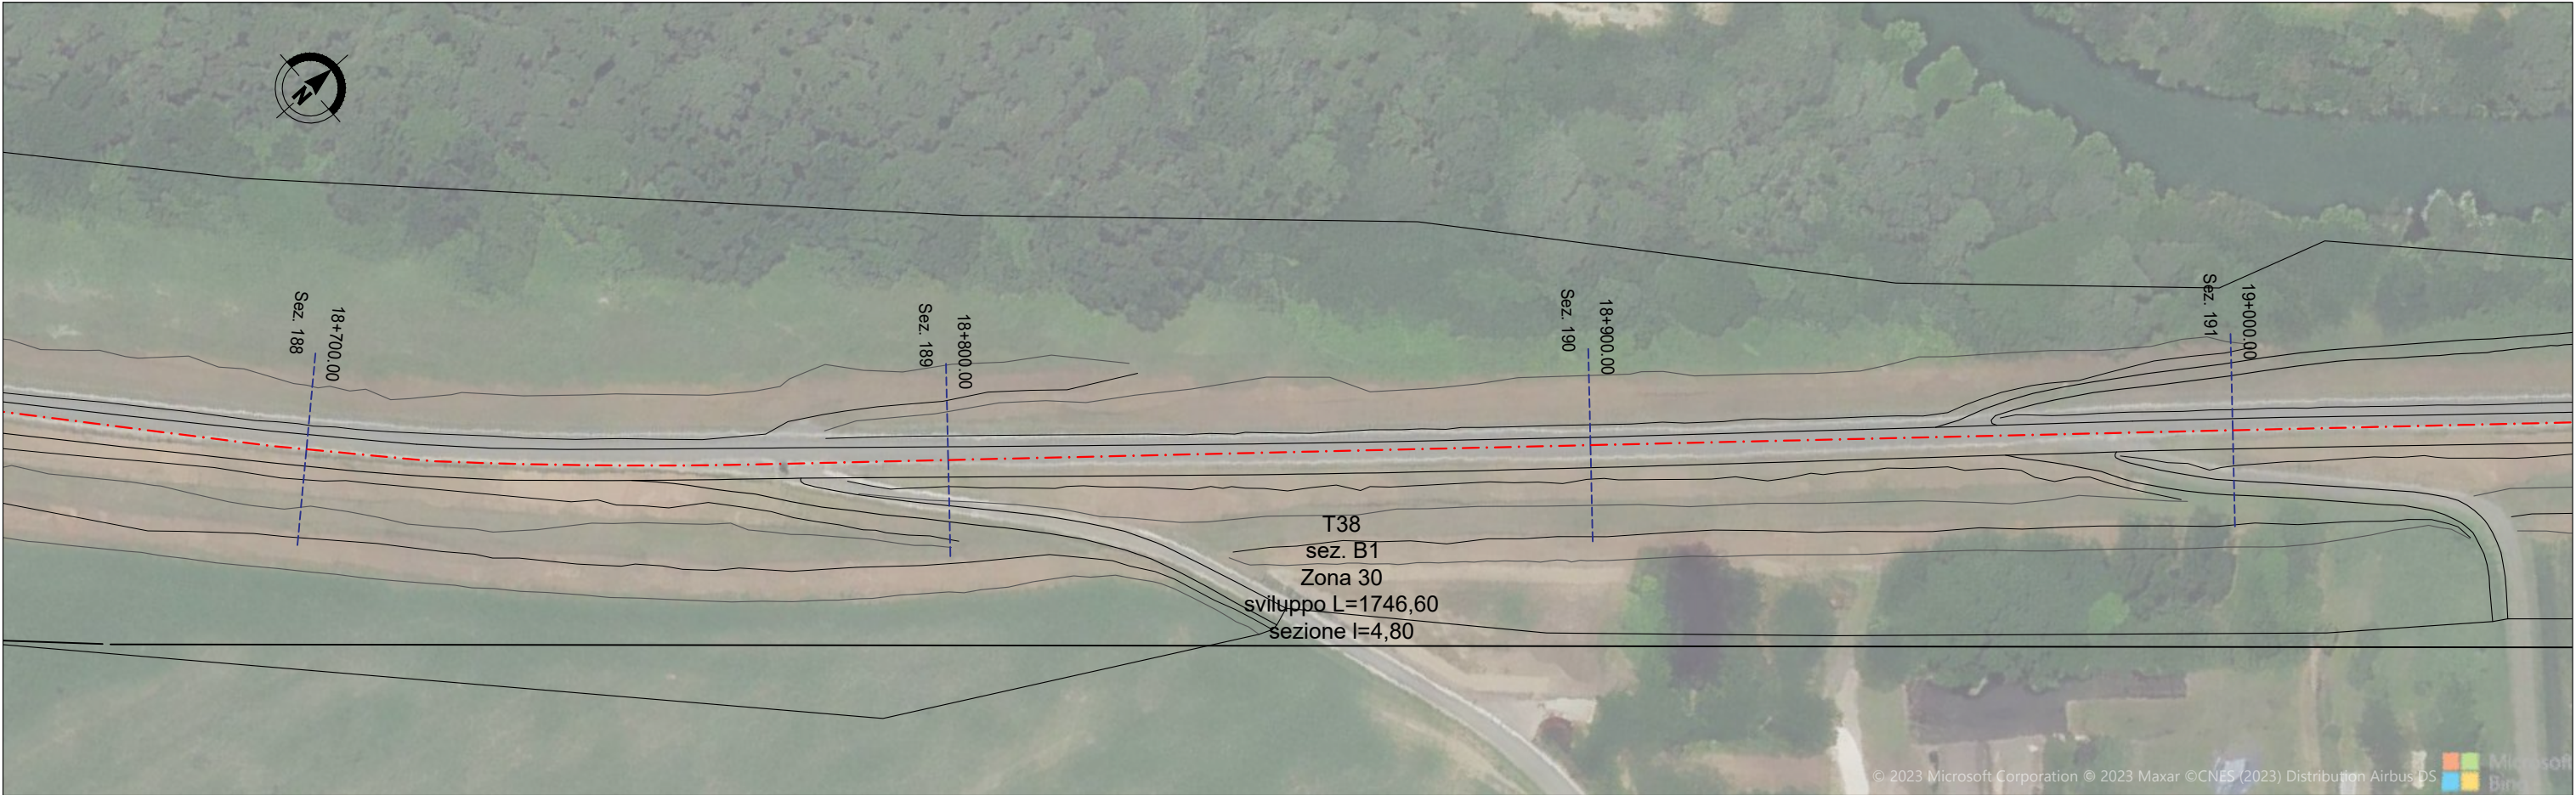 N
Sez. 188
18+700.00
Sez. 189
18+800.00
Sez. 190
18+900.00
Sez. 191
19+000.00
T38
sez. B1
Zona 30
sviluppo L=1746,60
sezione l=4,80
© 2023 Microsoft Corporation © 2023 Maxar ©CNES (2023) Distribution Airbus DS
Microsoft
Bing